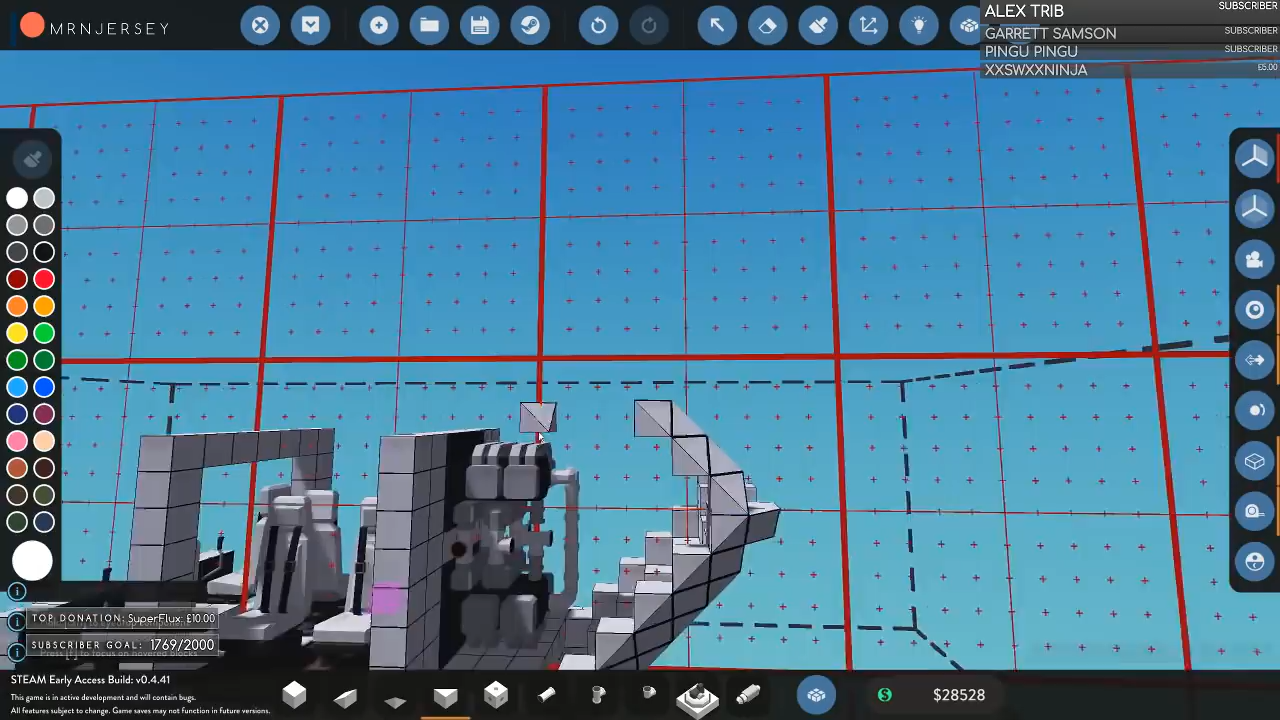 MRNJERSEY
ALEX TRIB
SUBSCRIBER
GARRETT SAMSON
SUBSCRIBER
PINGU PINGU
SUBSCRIBER
XXSWXXNINJA
£5.00
TOP DONATION: SuperFlux: £10.00
SUBSCRIBER GOAL: 1769/2000
STEAM Early Access Build: v0.4.41
This game is in active development and will contain bugs.
All features subject to change. Game saves may not function in future versions.
$
$28528